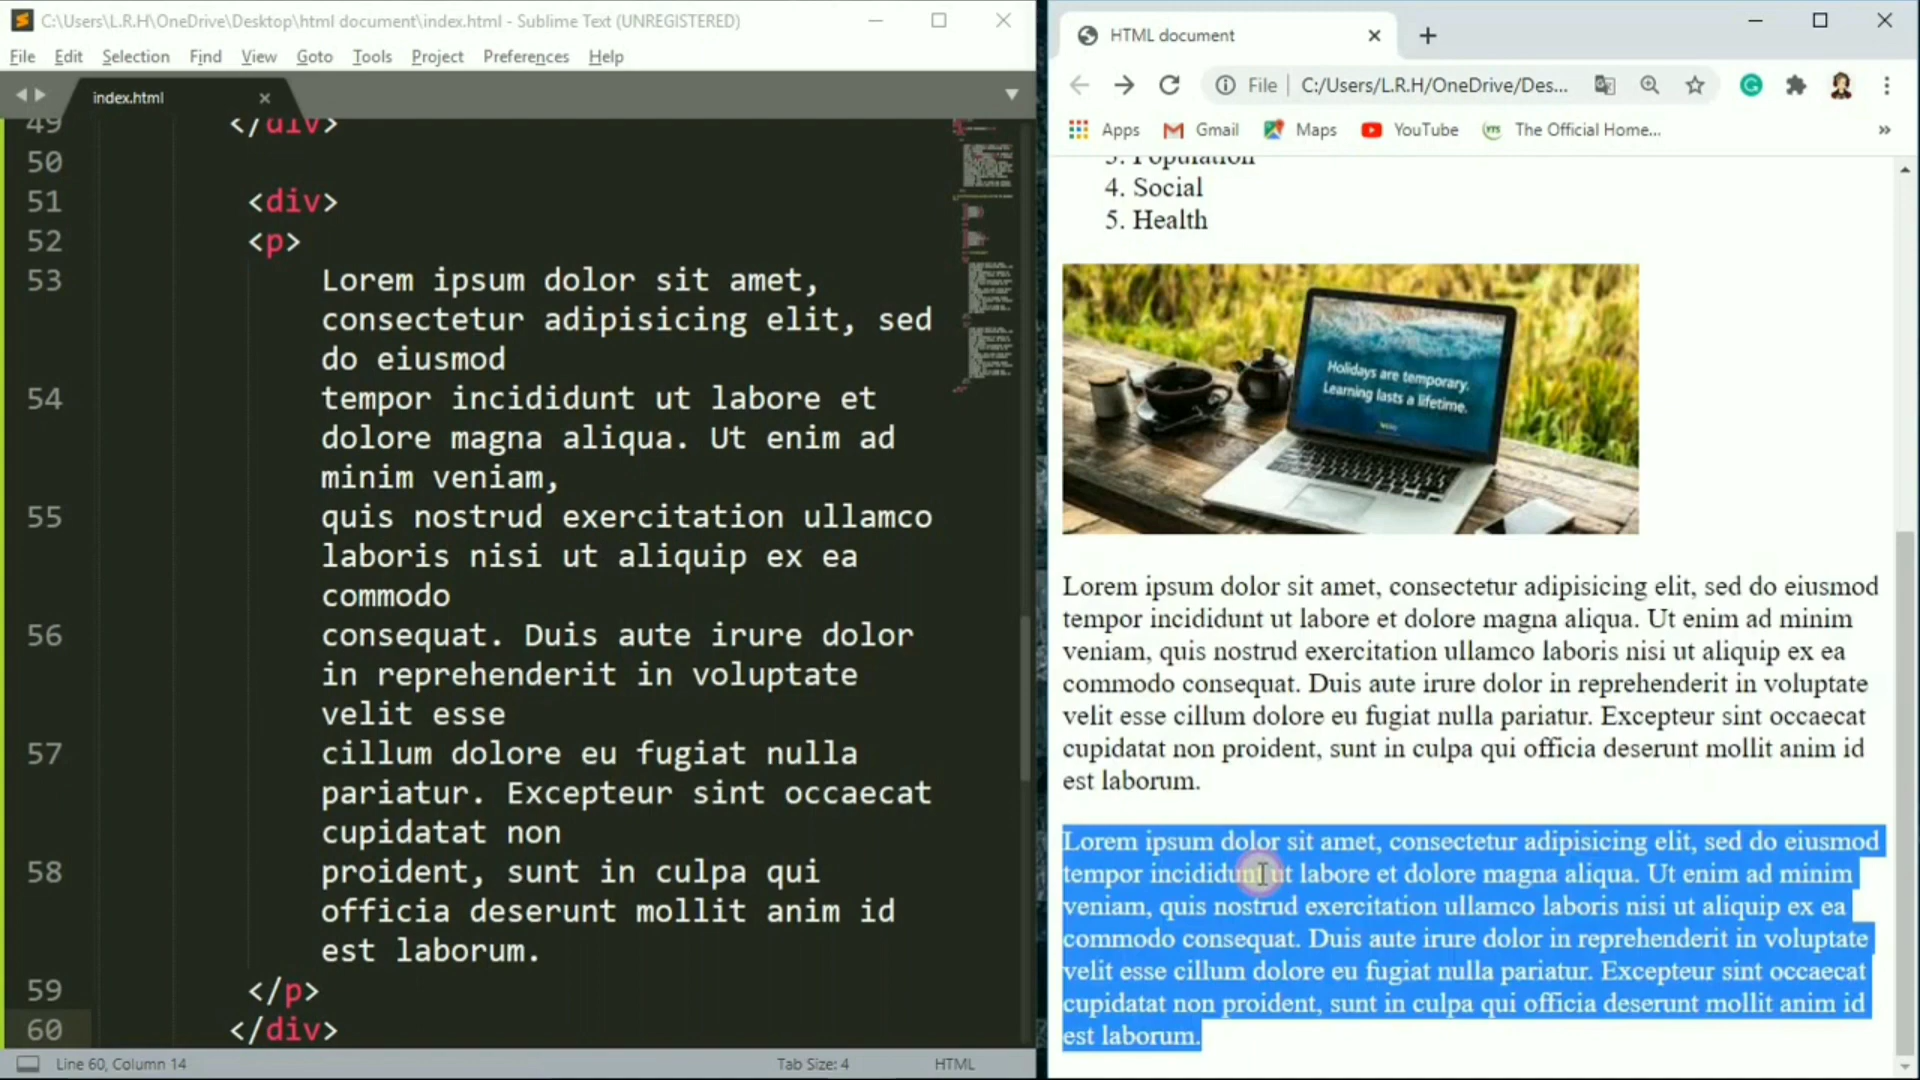 C:\Users\L.R.H\OneDrive\Desktop\html document\index.html - Sublime Text (UNREGISTERED)
File Edit Selection Find View Goto Tools Project Preferences Help
index.html
49 </div>
50
51 <div>
52 <p>
53 Lorem ipsum dolor sit amet,
consectetur adipisicing elit, sed
do eiusmod
54 tempor incididunt ut labore et
dolore magna aliqua. Ut enim ad
minim veniam,
55 quis nostrud exercitation ullamco
laboris nisi ut aliquip ex ea
commodo
56 consequat. Duis aute irure dolor
in reprehenderit in voluptate
velit esse
57 cillum dolore eu fugiat nulla
pariatur. Excepteur sint occaecat
cupidatat non
58 proident, sunt in culpa qui
officia deserunt mollit anim id
est laborum.
59 </p>
60 </div>
Line 60, Column 14 Tab Size: 4 HTML
HTML document
File C:/Users/L.R.H/OneDrive/Des...
Apps Gmail Maps YouTube The Official Home...
3. Population
4. Social
5. Health
Holidays are temporary.
Learning lasts a lifetime.
Lorem ipsum dolor sit amet, consectetur adipisicing elit, sed do eiusmod
tempor incididunt ut labore et dolore magna aliqua. Ut enim ad minim
veniam, quis nostrud exercitation ullamco laboris nisi ut aliquip ex ea
commodo consequat. Duis aute irure dolor in reprehenderit in voluptate
velit esse cillum dolore eu fugiat nulla pariatur. Excepteur sint occaecat
cupidatat non proident, sunt in culpa qui officia deserunt mollit anim id
est laborum.
Lorem ipsum dolor sit amet, consectetur adipisicing elit, sed do eiusmod
tempor incididunt ut labore et dolore magna aliqua. Ut enim ad minim
veniam, quis nostrud exercitation ullamco laboris nisi ut aliquip ex ea
commodo consequat. Duis aute irure dolor in reprehenderit in voluptate
velit esse cillum dolore eu fugiat nulla pariatur. Excepteur sint occaecat
cupidatat non proident, sunt in culpa qui officia deserunt mollit anim id
est laborum.